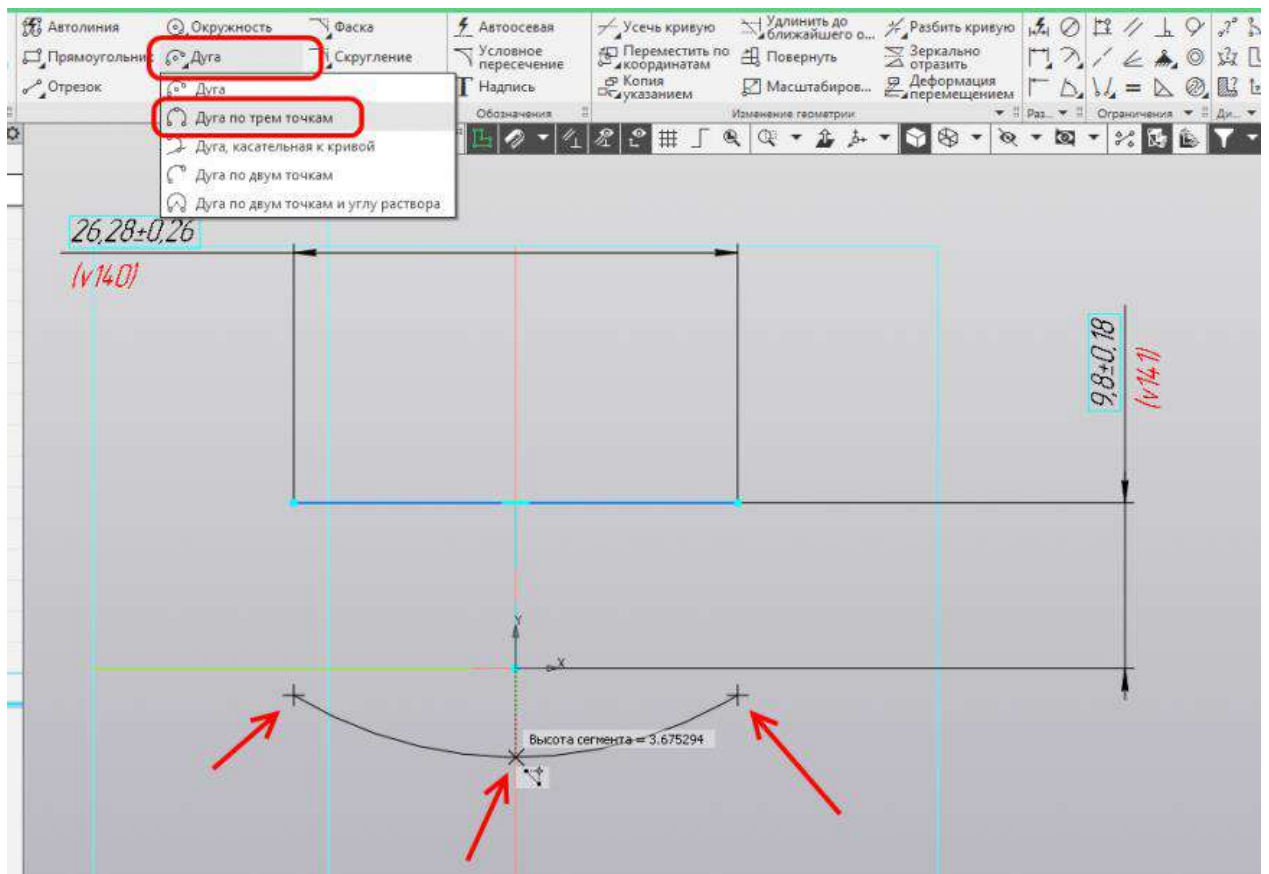 Автолиния
Окружность
Фаска
Автоосевая
Усечь кривую
Удлинить до ближайшего о...
Разбить кривую
Прямоугольник
Дуга
Скругление
Условное пересечение
Переместить по координатам
Повернуть
Зеркально отразить
Отрезок
Дуга
Надпись
Копия указанием
Масштабиров...
Деформация перемещением
Дуга по трем точкам
Обозначения
Изменение геометрии
Раз...
Ограничения
Ди...
Дуга, касательная к кривой
Дуга по двум точкам
Дуга по двум точкам и углу раствора
26,28±0,26
(v140)
9,8±0,18
(v141)
Y
X
Высота сегмента = 3.675294